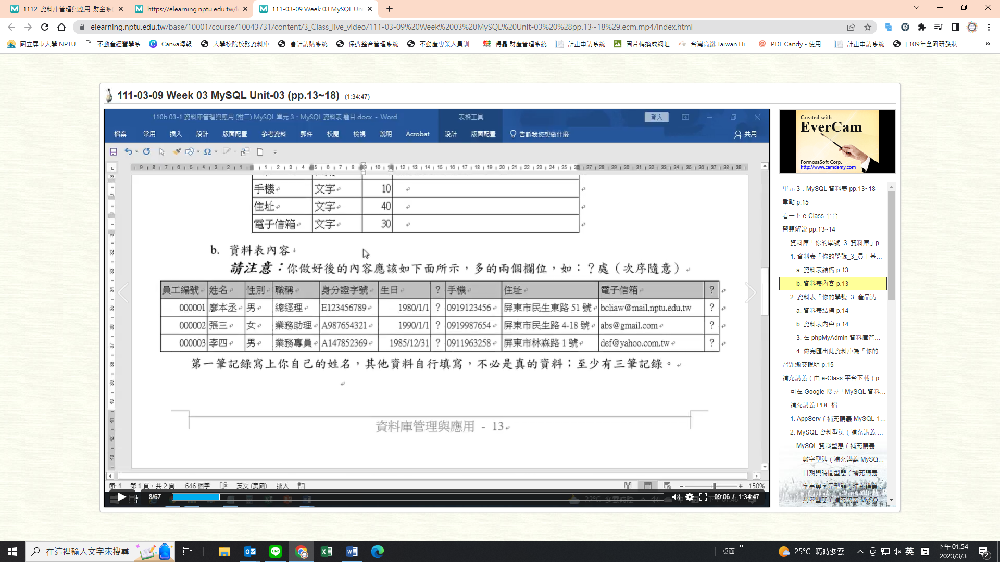 1112_資料庫管理與應用_財金系(
https://elearning.nptu.edu.tw/l
111-03-09 Week 03 MySQL Un
elearning.nptu.edu.tw/base/10001/course/10043731/content/3_Class_live_video/111-03-09%20Week%2003%20MySQL%20Unit-03%20%28pp.13~18%29.ecm.mp4/index.html
國立屏東大學 NPTU
不動產經營學系
Canva海報
大學校院校務資料庫
會計請購系統
保費整合管理系統
不動產專業人員訓...
得晶 財產管理系統
計畫申請系統
圖片轉換成網址
台灣高鐵 Taiwan Hi...
PDF Candy - 使用...
計畫申請系統
[ 109年全國研發狀...
111-03-09 Week 03 MySQL Unit-03 (pp.13~18) (1:34:47)
110b 03-1 資料庫管理與應用 (財二) MySQL 單元 3：MySQL 資料表 題目.docx - Word
表格工具
登入
檔案 常用 插入 設計 版面配置 參考資料 郵件 校閱 檢視 說明 Acrobat 設計 版面配置 告訴我您想做什麼 共用
手機 文字 10
住址 文字 40
電子信箱 文字 30
b. 資料表內容
請注意：你做好後的內容應該如下面所示，多的兩個欄位，如：？處（次序隨意）
員工編號 姓名 性別 職稱 身分證字號 生日 ? 手機 住址 電子信箱 ?
000001 廖本丞 男 總經理 E123456789 1980/1/1 ? 0919123456 屏東市民生東路 51 號 bcliaw@mail.nptu.edu.tw ?
000002 張三 女 業務助理 A987654321 1990/1/1 ? 0919987654 屏東市民生路 4-18 號 abs@gmail.com ?
000003 李四 男 業務專員 A147852369 1985/12/31 ? 0911963258 屏東市林森路 1 號 def@yahoo.com.tw ?
第一筆記錄寫上你自己的姓名，其他資料自行填寫，不必是真的資料；至少有三筆記錄。
資料庫管理與應用 - 13
節: 1 第 1 頁，共 2 頁 646 個字 英文 (美國) 插入 150%
8/67
09:06 / 1:34:47
Created with
EverCam
FormosaSoft Corp.
http://www.camdemy.com
單元 3：MySQL 資料表 pp.13~18
重點 p.15
看一下 e-Class 平台
習題解說 pp.13~14
資料庫「你的學號_3_資料庫」p...
1. 資料表「你的學號_3_員工基...
a. 資料表結構 p.13
b. 資料表內容 p.13
2. 資料表「你的學號_3_產品清...
a. 資料表結構 p.14
b. 資料表內容 p.14
3. 在 phpMyAdmin 資料庫管...
4. 做完匯出此資料庫為「你的...
習題繳交說明 p.15
補充講義（由 e-Class 平台下載）p...
可在 Google 搜尋「MySQL 資料...
補充講義 PDF 檔
1. AppServ（補充講義 MySQL-1...
2. MySQL 資料型態（補充講義 ...
MySQL 資料型態（補充講義 ...
數字型態（補充講義 MySQ...
日期與時間型態（補充講義 ...
字串與字元型態（補充講義 ...
列舉型態（補充講義 MySQ...
在這裡輸入文字來搜尋
桌面
25°C 晴時多雲
英
下午 01:54
2023/3/3
2